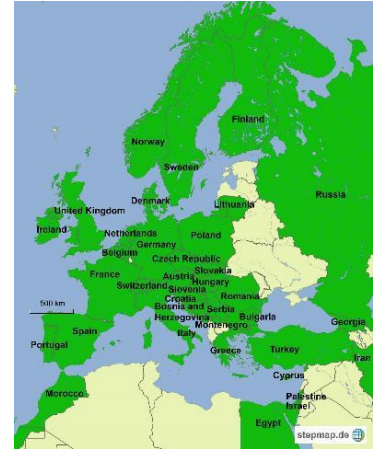 Finland
Norway
Sweden
Russia
Denmark
Lithuania
United Kingdom
Ireland
Netherlands
Poland
Germany
Belgium
Czech Republic
Slovakia
France
Austria
Hungary
Switzerland
Slovenia
Croatia
Romania
500 km
Bosnia and
Herzegovina
Serbia
Bulgaria
Georgia
Montenegro
Spain
Italy
Portugal
Greece
Turkey
Iran
Cyprus
Morocco
Palestine
Israel
Egypt
stepmap.de